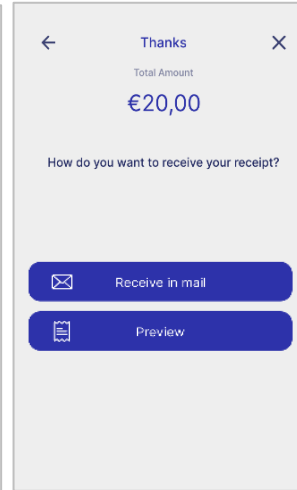 Thanks
Total Amount
€20,00
How do you want to receive your receipt?
Receive in mail
Preview